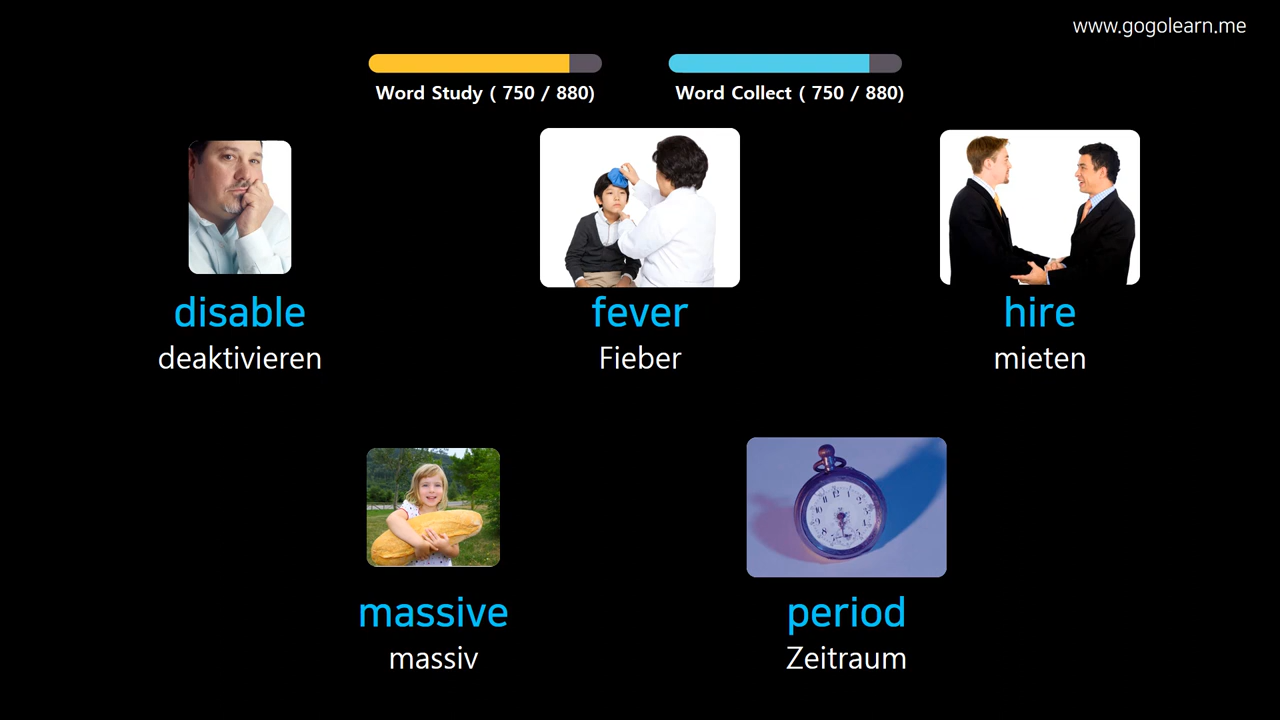 www.gogolearn.me
Word Study ( 750 / 880)
Word Collect ( 750 / 880)
disable
deaktivieren
fever
Fieber
hire
mieten
massive
massiv
period
Zeitraum